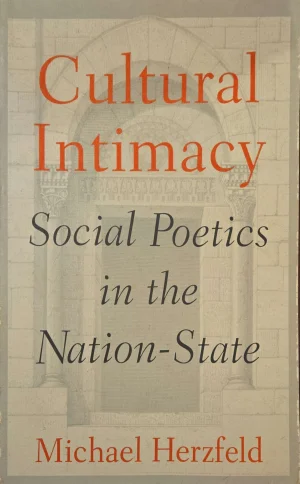 Cultural
Intimacy
Social Poetics
in the
Nation-State
Michael Herzfeld